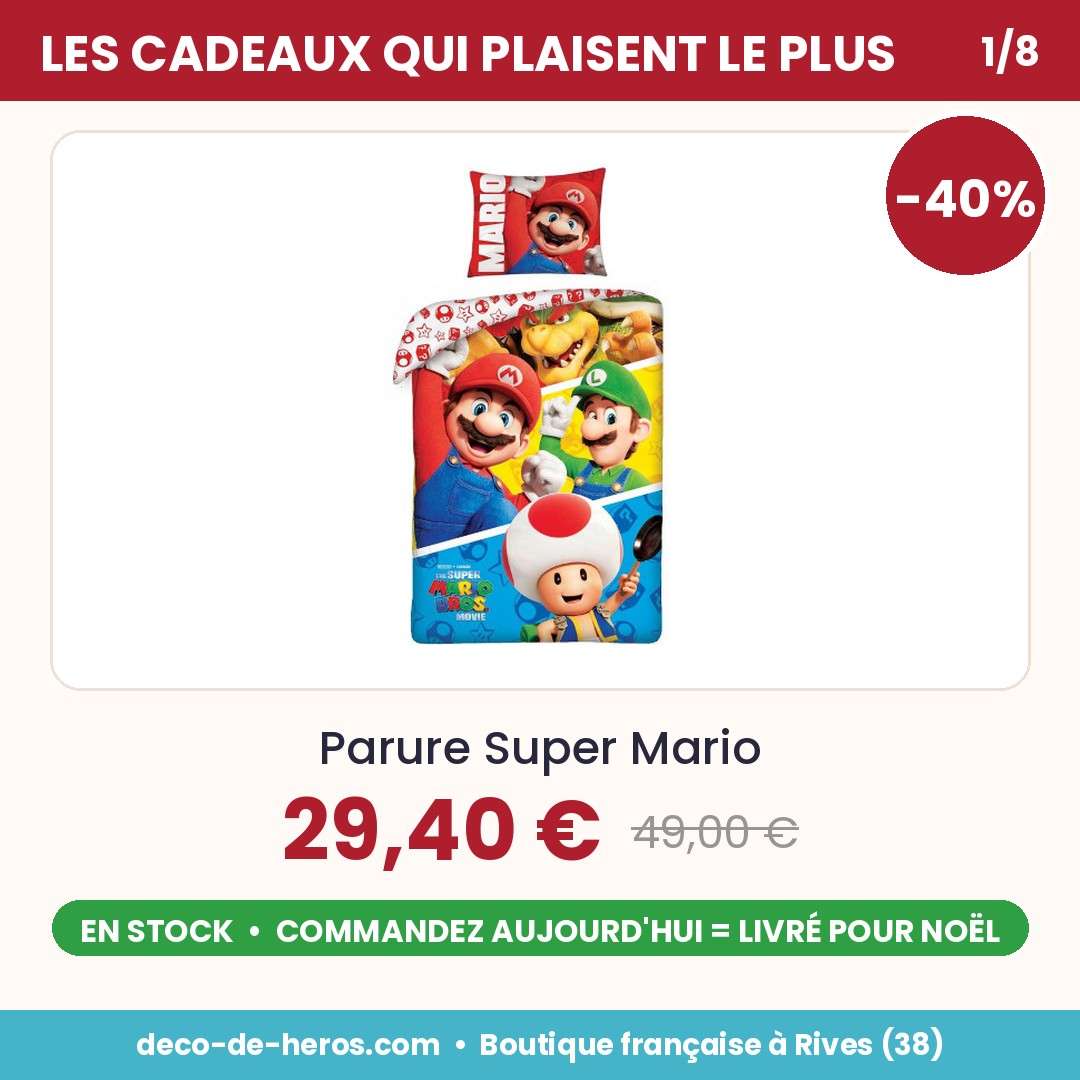 LES CADEAUX QUI PLAISENT LE PLUS 1/8
-40%
MARIO
M
M
L
THE SUPER
MARIO
BROS.
MOVIE
Parure Super Mario
29,40 € 49,00 €
EN STOCK • COMMANDEZ AUJOURD'HUI = LIVRÉ POUR NOËL
deco-de-heros.com • Boutique française à Rives (38)